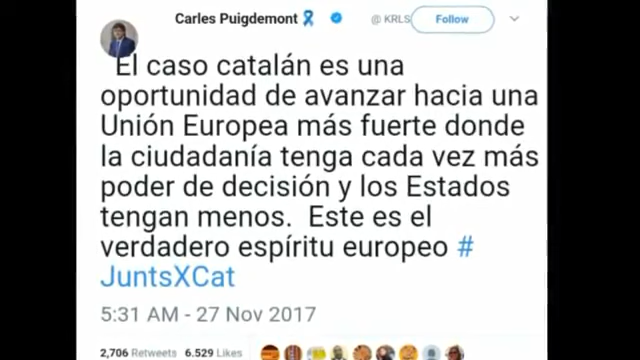 Carles Puigdemont @KRLS Follow
El caso catalán es una
oportunidad de avanzar hacia una
Unión Europea más fuerte donde
la ciudadanía tenga cada vez más
poder de decisión y los Estados
tengan menos. Este es el
verdadero espíritu europeo #
JuntsXCat
5:31 AM - 27 Nov 2017
2,706 Retweets 6.529 Likes